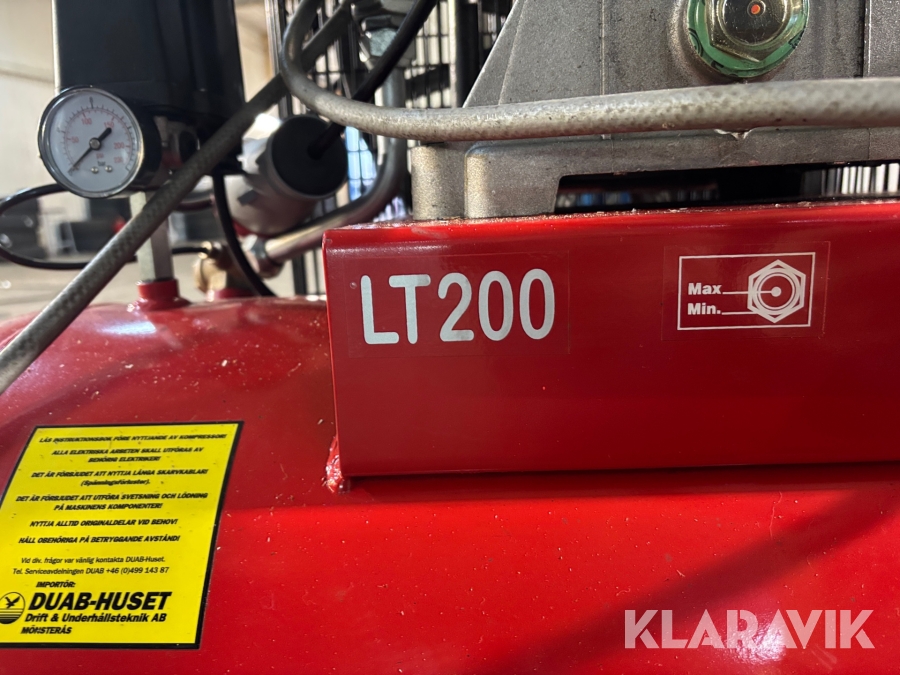 LT200
Max
Min.
LÄS INSTRUKTIONSBOK FÖRE NYTTJANDE AV KOMPRESSOR!
ALLA ELEKTRISKA ARBETEN SKALL UTFÖRAS AV
BEHÖRIG ELEKTRIKER!
DET ÄR FÖRBJUDET ATT NYTTJA LÅNGA SKARVKABLAR!
(Spänningsförluster).
DET ÄR FÖRBJUDET ATT UTFÖRA SVETSNING OCH LÖDNING
PÅ MASKINENS KOMPONENTER!
NYTTJA ALLTID ORIGINALDELAR VID BEHOV!
HÅLL OBEHÖRIGA PÅ BETRYGGANDE AVSTÅND!
Vid div. frågor var vänlig kontakta DUAB-Huset.
Tel. Serviceavdelningen DUAB +46 (0)499 143 87
IMPORTÖR:
DUAB-HUSET
Drift & Underhållsteknik AB
MÖNSTERÅS
KLARAVIK